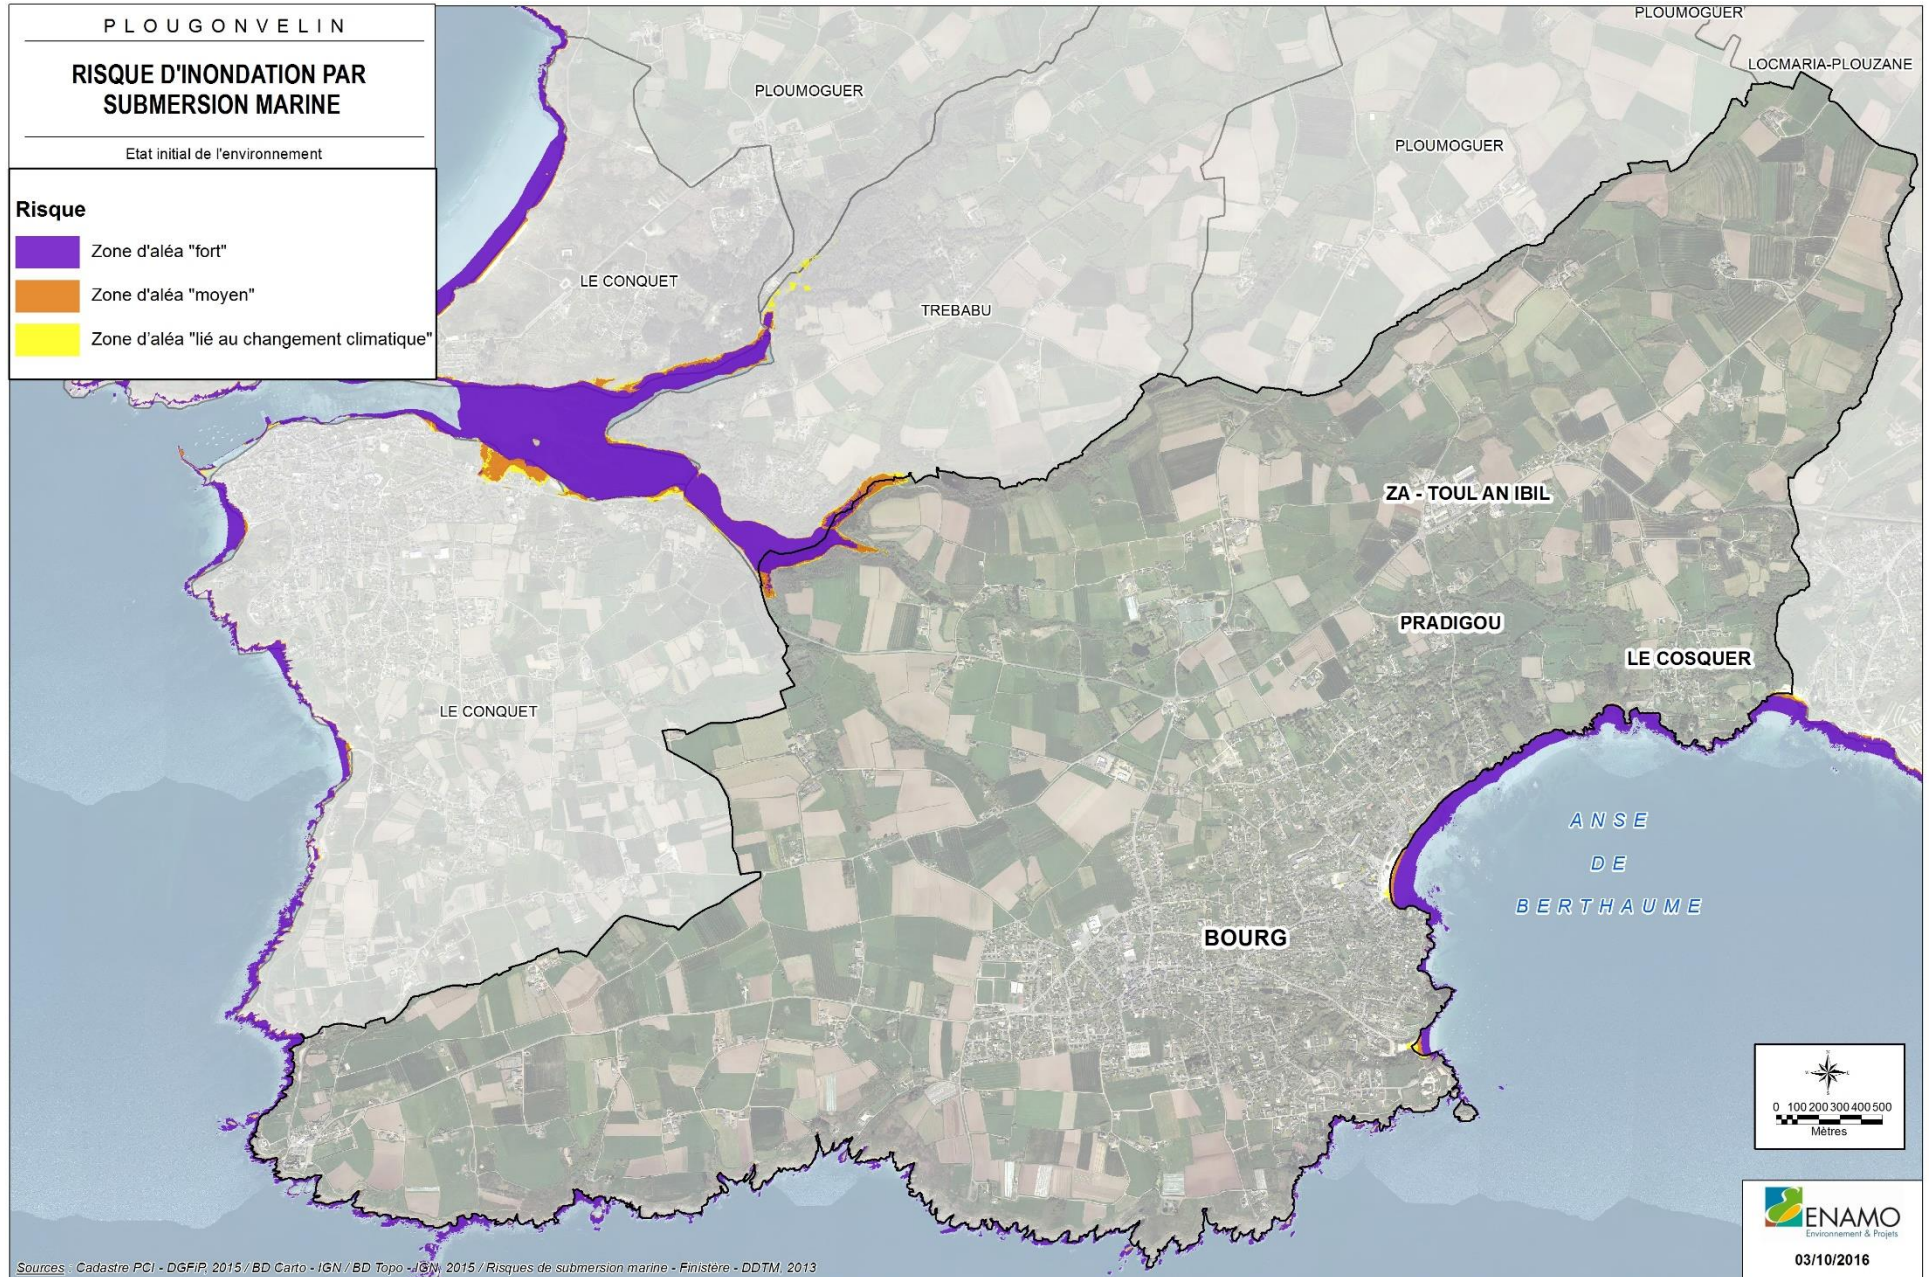 PLOUGONVELIN
RISQUE D'INONDATION PAR
SUBMERSION MARINE
Etat initial de l'environnement
Risque
Zone d'aléa "fort"
Zone d'aléa "moyen"
Zone d'aléa "lié au changement climatique"
PLOUMOGUER
LOCMARIA-PLOUZANE
PLOUMOGUER
PLOUMOGUER
LE CONQUET
TREBABU
ZA - TOUL AN IBIL
PRADIGOU
LE COSQUER
LE CONQUET
ANSE
DE
BERTHAUME
BOURG
0 100 200 300 400 500
Mètres
ENAMO
Environnement & Projets
03/10/2016
Sources : Cadastre PCI - DGFiP, 2015 / BD Carto - IGN / BD Topo - IGN, 2015 / Risques de submersion marine - Finistère - DDTM, 2013